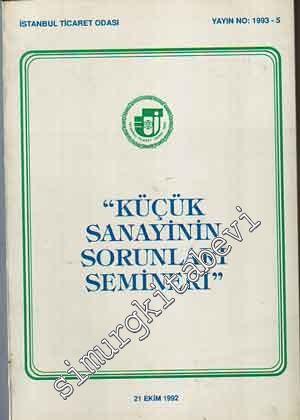 İSTANBUL TİCARET ODASI
YAYIN NO: 1993 - 5
“KÜÇÜK
SANAYİNİN
SORUNLARI
SEMİNERİ”
simurgkitabevi
21 EKİM 1992